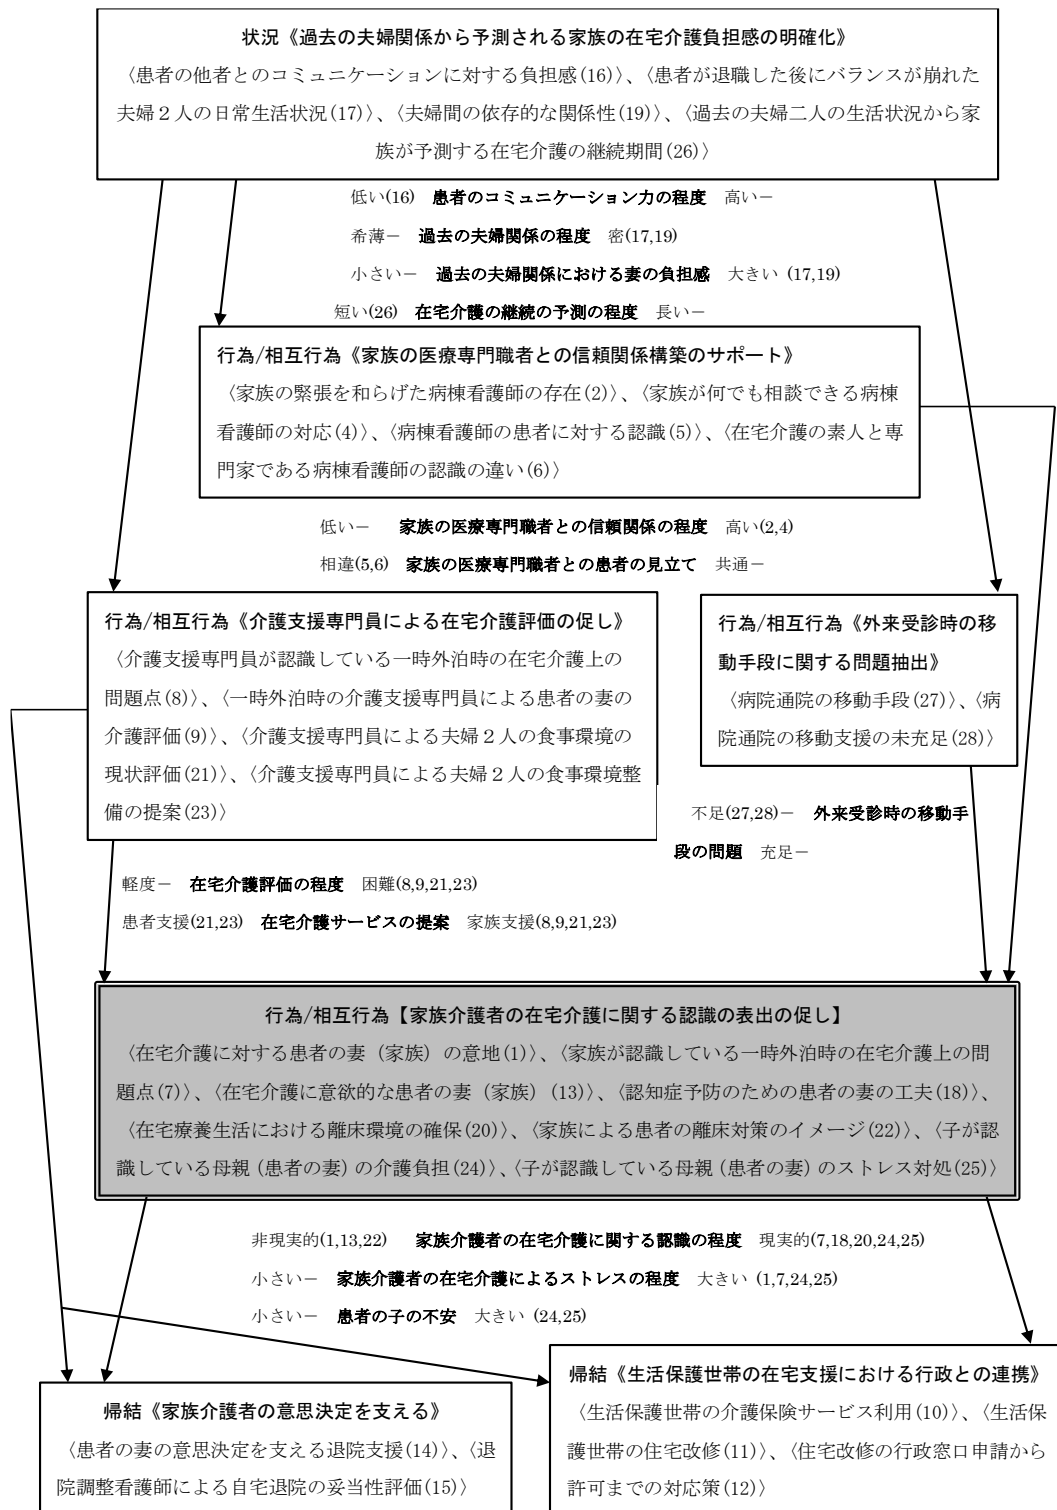 状況《過去の夫婦関係から予測される家族の在宅介護負担感の明確化》
〈患者の他者とのコミュニケーションに対する負担感(16)〉、〈患者が退職した後にバランスが崩れた
夫婦２人の日常生活状況(17)〉、〈夫婦間の依存的な関係性(19)〉、〈過去の夫婦二人の生活状況から家
族が予測する在宅介護の継続期間(26)〉
低い(16)　患者のコミュニケーション力の程度　高い－
希薄－　過去の夫婦関係の程度　密(17,19)
小さい－　過去の夫婦関係における妻の負担感　大きい (17,19)
短い(26)　在宅介護の継続の予測の程度　長い－
行為/相互行為《家族の医療専門職者との信頼関係構築のサポート》
〈家族の緊張を和らげた病棟看護師の存在(2)〉、〈家族が何でも相談できる病棟
看護師の対応(4)〉、〈病棟看護師の患者に対する認識(5)〉、〈在宅介護の素人と専
門家である病棟看護師の認識の違い(6)〉
低い－　家族の医療専門職者との信頼関係の程度　高い(2,4)
相違(5,6)　家族の医療専門職者との患者の見立て　共通－
行為/相互行為《介護支援専門員による在宅介護評価の促し》
〈介護支援専門員が認識している一時外泊時の在宅介護上の
問題点(8)〉、〈一時外泊時の介護支援専門員による患者の妻の
介護評価(9)〉、〈介護支援専門員による夫婦２人の食事環境の
現状評価(21)〉、〈介護支援専門員による夫婦２人の食事環境整
備の提案(23)〉
行為/相互行為《外来受診時の移
動手段に関する問題抽出》
〈病院通院の移動手段(27)〉、〈病
院通院の移動支援の未充足(28)〉
不足(27,28)－　外来受診時の移動手
段の問題　充足－
軽度－　在宅介護評価の程度　困難(8,9,21,23)
患者支援(21,23)　在宅介護サービスの提案　家族支援(8,9,21,23)
行為/相互行為【家族介護者の在宅介護に関する認識の表出の促し】
〈在宅介護に対する患者の妻（家族）の意地(1)〉、〈家族が認識している一時外泊時の在宅介護上の問
題点(7)〉、〈在宅介護に意欲的な患者の妻（家族）(13)〉、〈認知症予防のための患者の妻の工夫(18)〉、
〈在宅療養生活における離床環境の確保(20)〉、〈家族による患者の離床対策のイメージ(22)〉、〈子が認
識している母親（患者の妻）の介護負担(24)〉、〈子が認識している母親（患者の妻）のストレス対処(25)〉
非現実的(1,13,22)　家族介護者の在宅介護に関する認識の程度　現実的(7,18,20,24,25)
小さい－　家族介護者の在宅介護によるストレスの程度　大きい (1,7,24,25)
小さい－　患者の子の不安　大きい (24,25)
帰結《家族介護者の意思決定を支える》
〈患者の妻の意思決定を支える退院支援(14)〉、〈退
院調整看護師による自宅退院の妥当性評価(15)〉
帰結《生活保護世帯の在宅支援における行政との連携》
〈生活保護世帯の介護保険サービス利用(10)〉、〈生活保
護世帯の住宅改修(11)〉、〈住宅改修の行政窓口申請から
許可までの対応策(12)〉